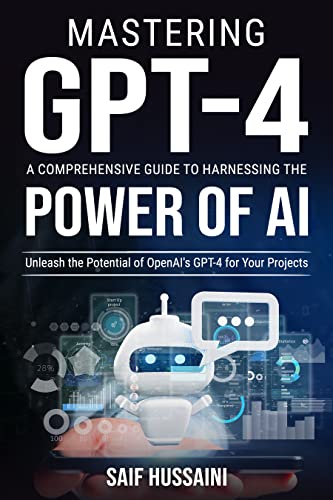 MASTERING
GPT-4
A COMPREHENSIVE GUIDE TO HARNESSING THE
POWER OF AI
Unleash the Potential of OpenAI's GPT-4 for Your Projects
28%
SAIF HUSSAINI